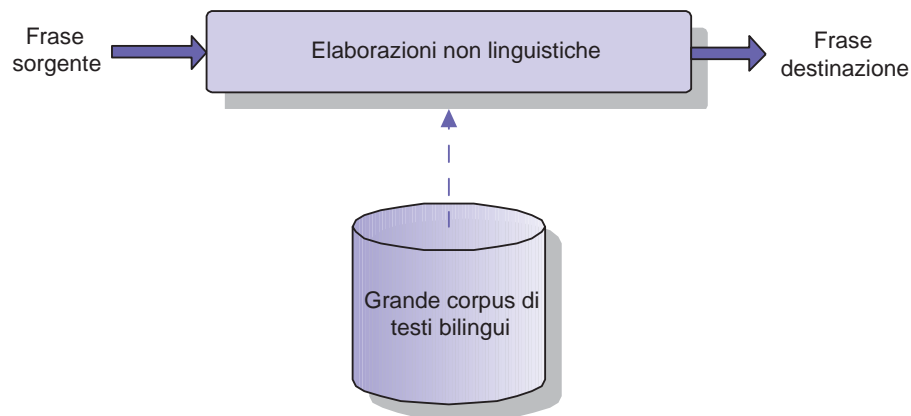 Frase
sorgente
Elaborazioni non linguistiche
Frase
destinazione
Grande corpus di
testi bilingui